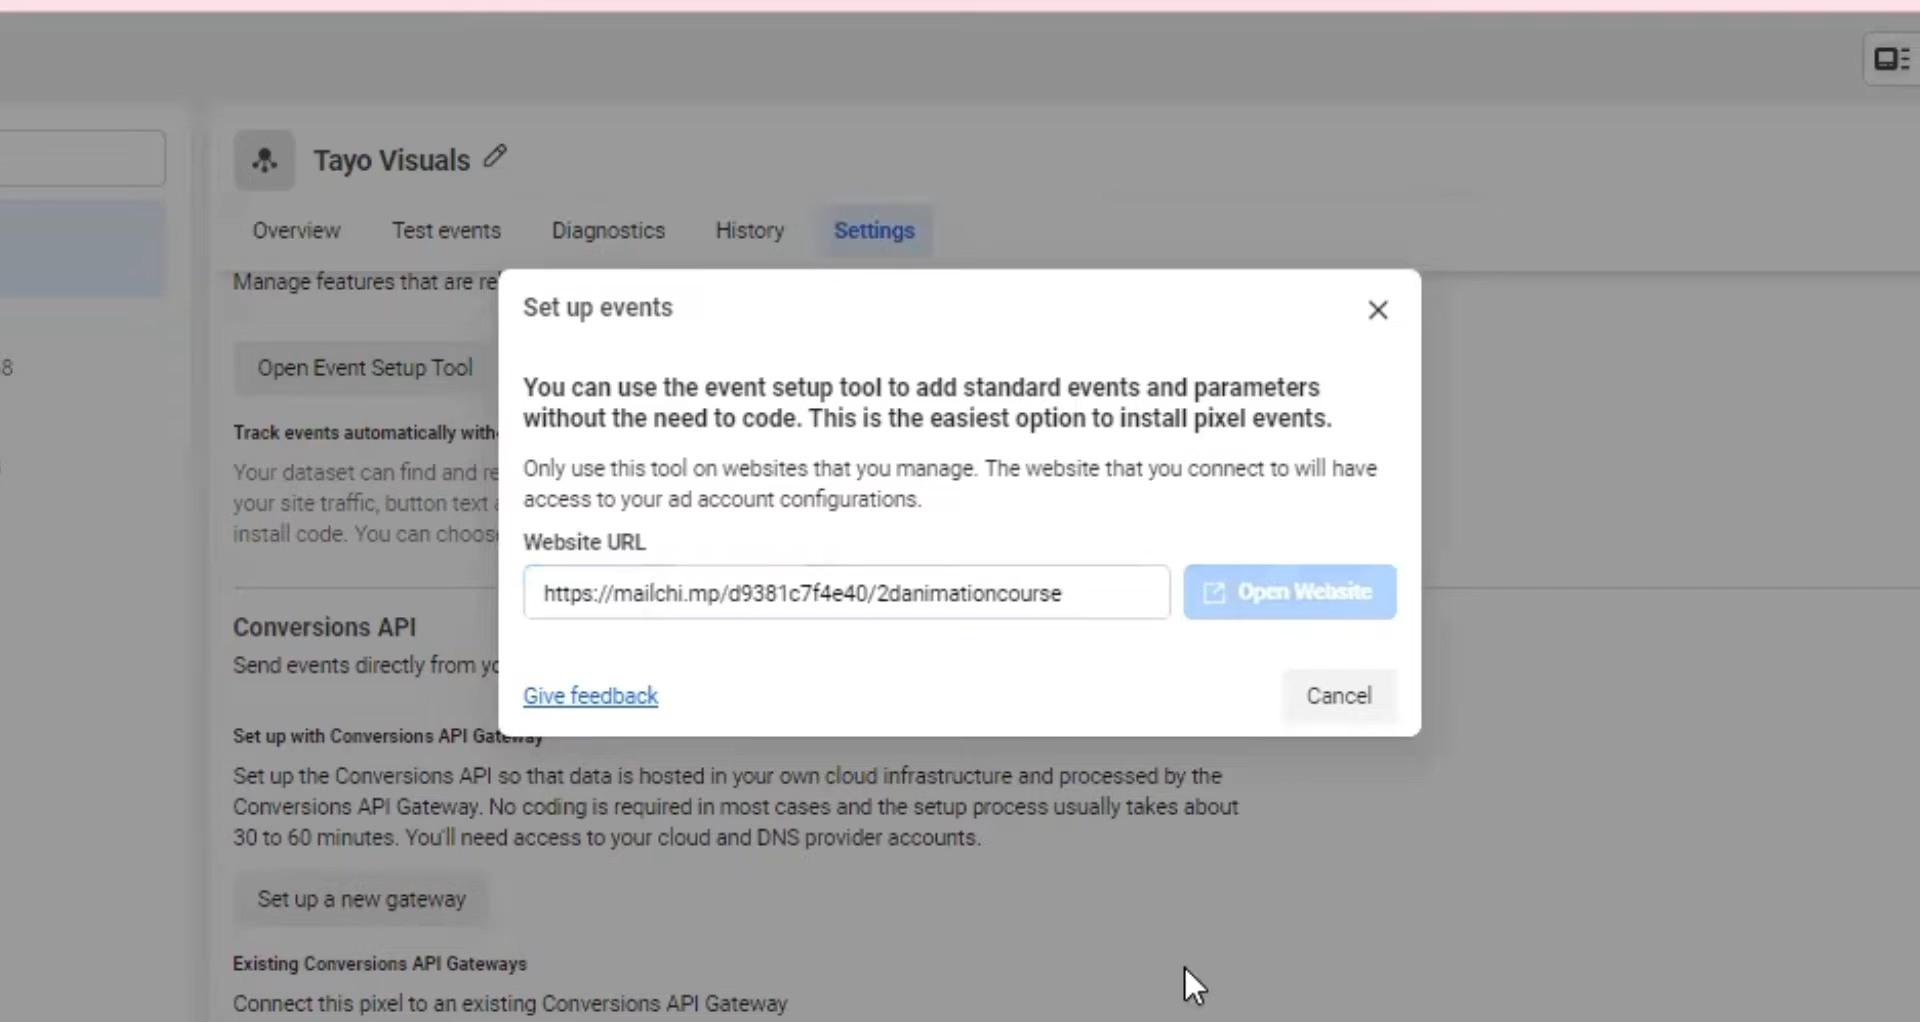 Tayo Visuals
Overview Test events Diagnostics History Settings
Manage features that are re
Set up events
Open Event Setup Tool
You can use the event setup tool to add standard events and parameters
without the need to code. This is the easiest option to install pixel events.
Only use this tool on websites that you manage. The website that you connect to will have
access to your ad account configurations.
Website URL
https://mailchi.mp/d9381c7f4e40/2danimationcourse
Open Website
Give feedback
Cancel
8
Track events automatically with
Your dataset can find and re
your site traffic, button text a
install code. You can choos
Conversions API
Send events directly from yo
Set up with Conversions API Gateway
Set up the Conversions API so that data is hosted in your own cloud infrastructure and processed by the
Conversions API Gateway. No coding is required in most cases and the setup process usually takes about
30 to 60 minutes. You'll need access to your cloud and DNS provider accounts.
Set up a new gateway
Existing Conversions API Gateways
Connect this pixel to an existing Conversions API Gateway